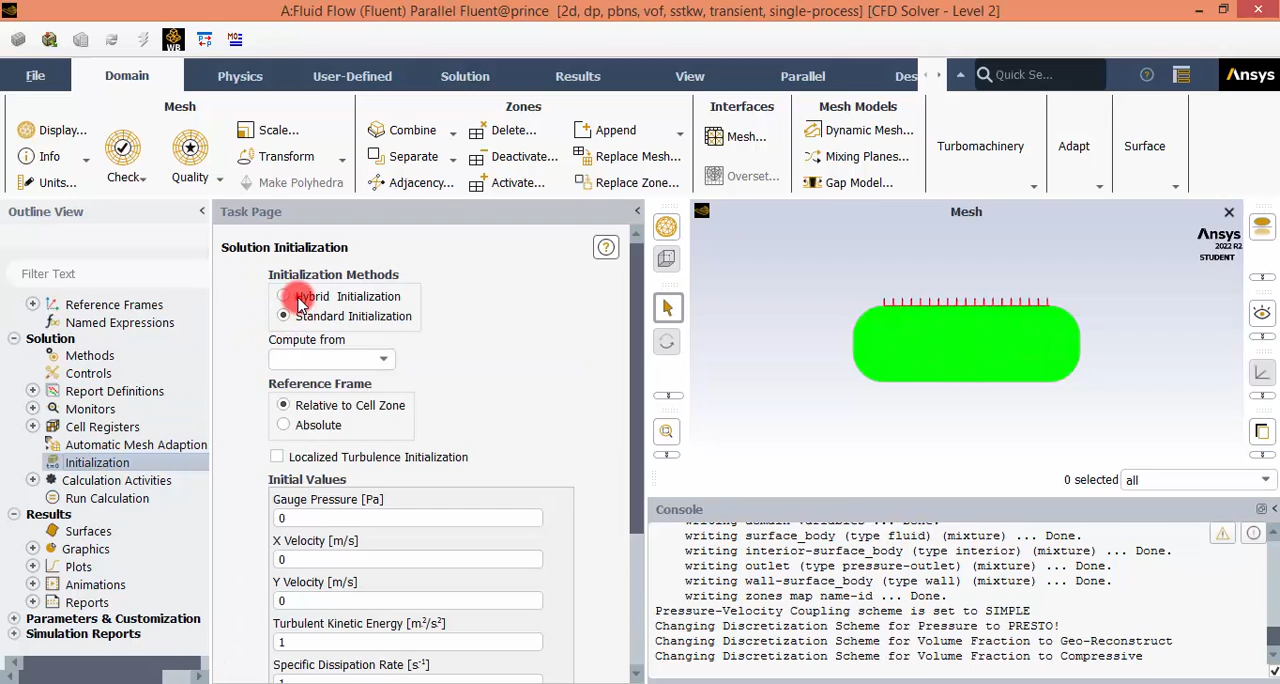 A:Fluid Flow (Fluent) Parallel Fluent@prince [2d, dp, pbns, vof, sstkw, transient, single-process] [CFD Solver - Level 2]
WB
File
Domain
Physics
User-Defined
Solution
Results
View
Parallel
Des
Quick Se...
Ansys
Mesh
Display...
Info
Units...
Check
Quality
Scale...
Transform
Make Polyhedra
Zones
Combine
Separate
Adjacency...
Delete...
Deactivate...
Activate...
Append
Replace Mesh...
Replace Zone...
Interfaces
Mesh...
Overset...
Mesh Models
Dynamic Mesh...
Mixing Planes...
Gap Model...
Turbomachinery
Adapt
Surface
Outline View
Filter Text
Reference Frames
Named Expressions
Solution
Methods
Controls
Report Definitions
Monitors
Cell Registers
Automatic Mesh Adaption
Initialization
Calculation Activities
Run Calculation
Results
Surfaces
Graphics
Plots
Animations
Reports
Parameters & Customization
Simulation Reports
Task Page
Solution Initialization
Initialization Methods
Hybrid Initialization
Standard Initialization
Compute from
Reference Frame
Relative to Cell Zone
Absolute
Localized Turbulence Initialization
Initial Values
Gauge Pressure [Pa]
0
X Velocity [m/s]
0
Y Velocity [m/s]
0
Turbulent Kinetic Energy [m²/s²]
1
Specific Dissipation Rate [s⁻¹]
Mesh
Ansys
2022 R2
STUDENT
0 selected
all
Console
writing domain variables ... Done.
writing surface_body (type fluid) (mixture) ... Done.
writing interior-surface_body (type interior) (mixture) ... Done.
writing outlet (type pressure-outlet) (mixture) ... Done.
writing wall-surface_body (type wall) (mixture) ... Done.
writing zones map name-id ... Done.
Pressure-Velocity Coupling scheme is set to SIMPLE
Changing Discretization Scheme for Pressure to PRESTO!
Changing Discretization Scheme for Volume Fraction to Geo-Reconstruct
Changing Discretization Scheme for Volume Fraction to Compressive